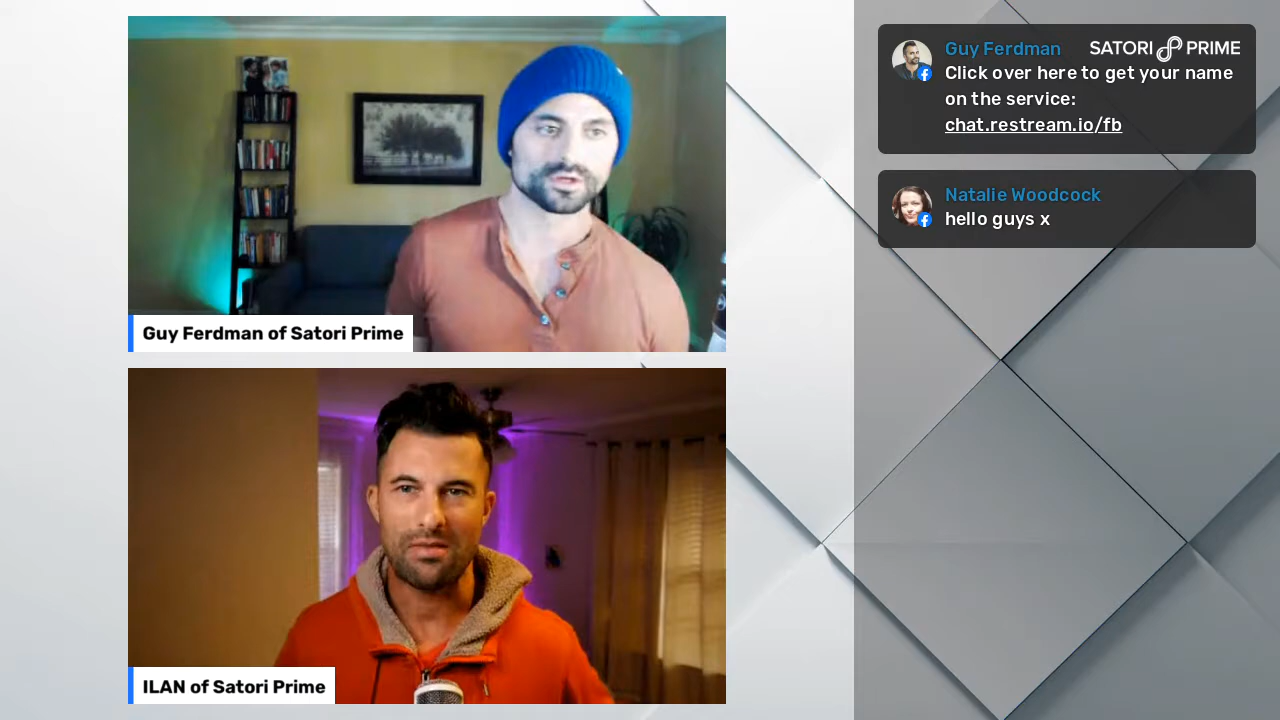 Guy Ferdman of Satori Prime
ILAN of Satori Prime
Guy Ferdman
SATORI PRIME
Click over here to get your name
on the service:
chat.restream.io/fb
Natalie Woodcock
hello guys x